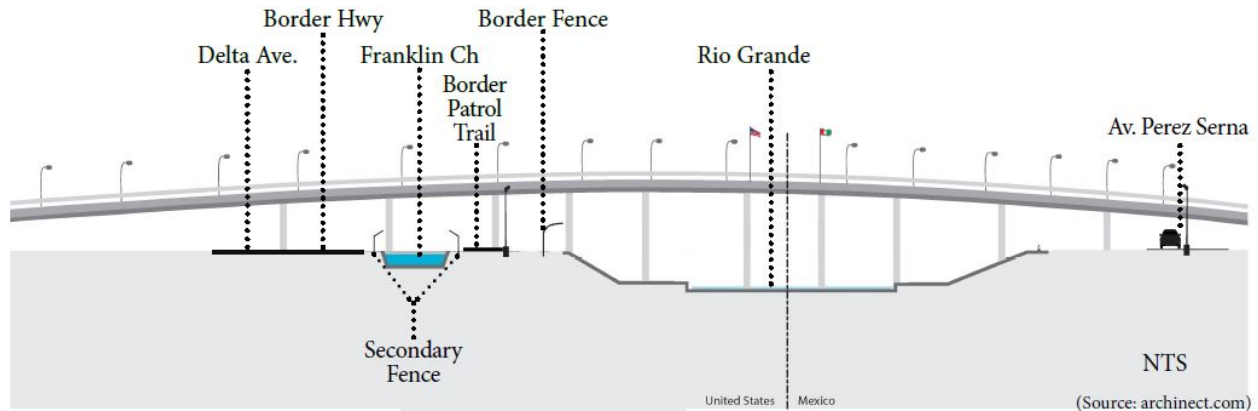 Border Hwy
Border Fence
Delta Ave.
Franklin Ch
Rio Grande
Border
Patrol
Trail
Av. Perez Serna
Secondary
Fence
NTS
United States
Mexico
(Source: archinect.com)